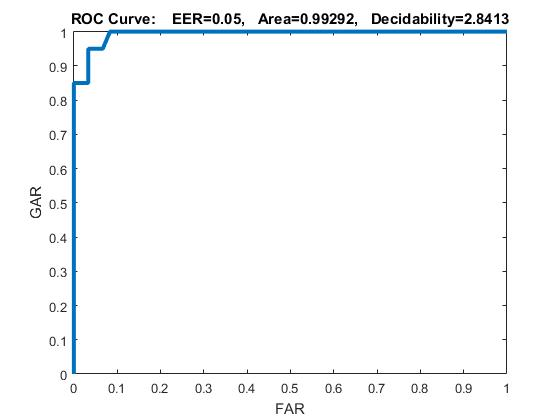 ROC Curve: EER=0.05, Area=0.99292, Decidability=2.8413
1
0.9
0.8
0.7
0.6
0.5
0.4
0.3
0.2
0.1
0
GAR
0 0.1 0.2 0.3 0.4 0.5 0.6 0.7 0.8 0.9 1
FAR